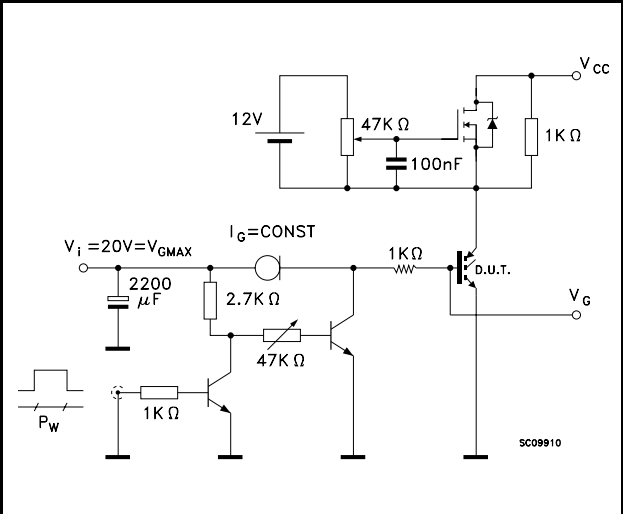 V CC
12V
47K Ω
1K Ω
100nF
I G =CONST
V i =20V=V GMAX
1K Ω
D.U.T.
2200
μF
2.7K Ω
V G
47K Ω
1K Ω
P W
SC09910